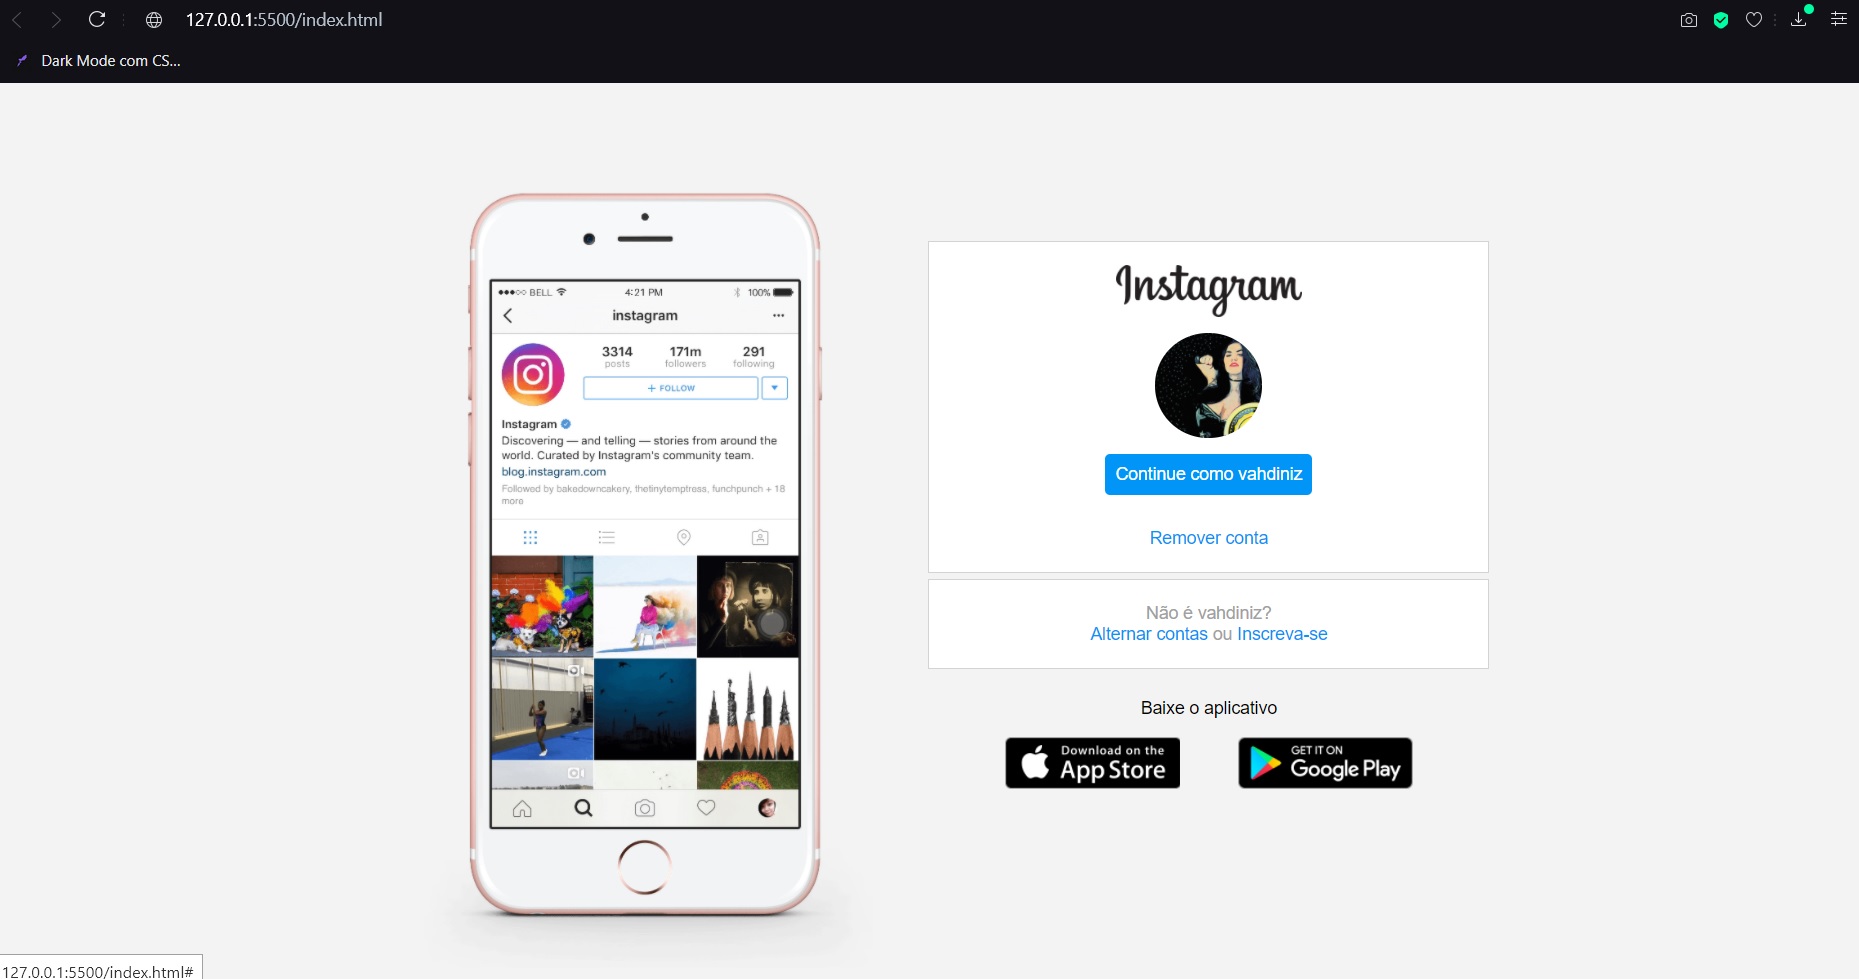 127.0.0.1:5500/index.html
Dark Mode com CS...
BELL 4:21 PM 100%
instagram
3314 171m 291
posts followers following
+ FOLLOW
Instagram
Discovering — and telling — stories from around the
world. Curated by Instagram's community team.
blog.instagram.com
Followed by bakedowncakery, thetinytemptress, funchpunch + 18
more
Instagram
Continue como vahdiniz
Remover conta
Não é vahdiniz?
Alternar contas ou Inscreva-se
Baixe o aplicativo
Download on the
App Store
GET IT ON
Google Play
127.0.0.1:5500/index.html#